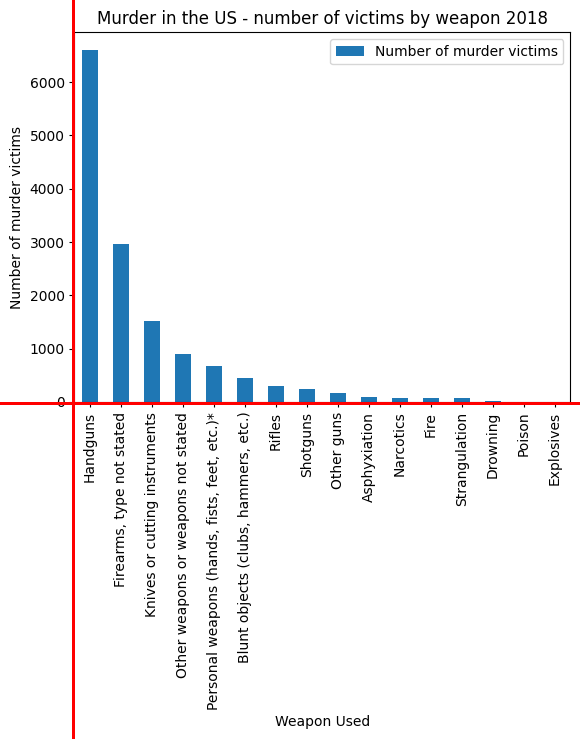 Murder in the US - number of victims by weapon 2018
Number of murder victims
Number of murder victims
6000
5000
4000
3000
2000
1000
0
Handguns
Firearms, type not stated
Knives or cutting instruments
Other weapons or weapons not stated
Personal weapons (hands, fists, feet, etc.)*
Blunt objects (clubs, hammers, etc.)
Rifles
Shotguns
Other guns
Asphyxiation
Narcotics
Fire
Strangulation
Drowning
Poison
Explosives
Weapon Used